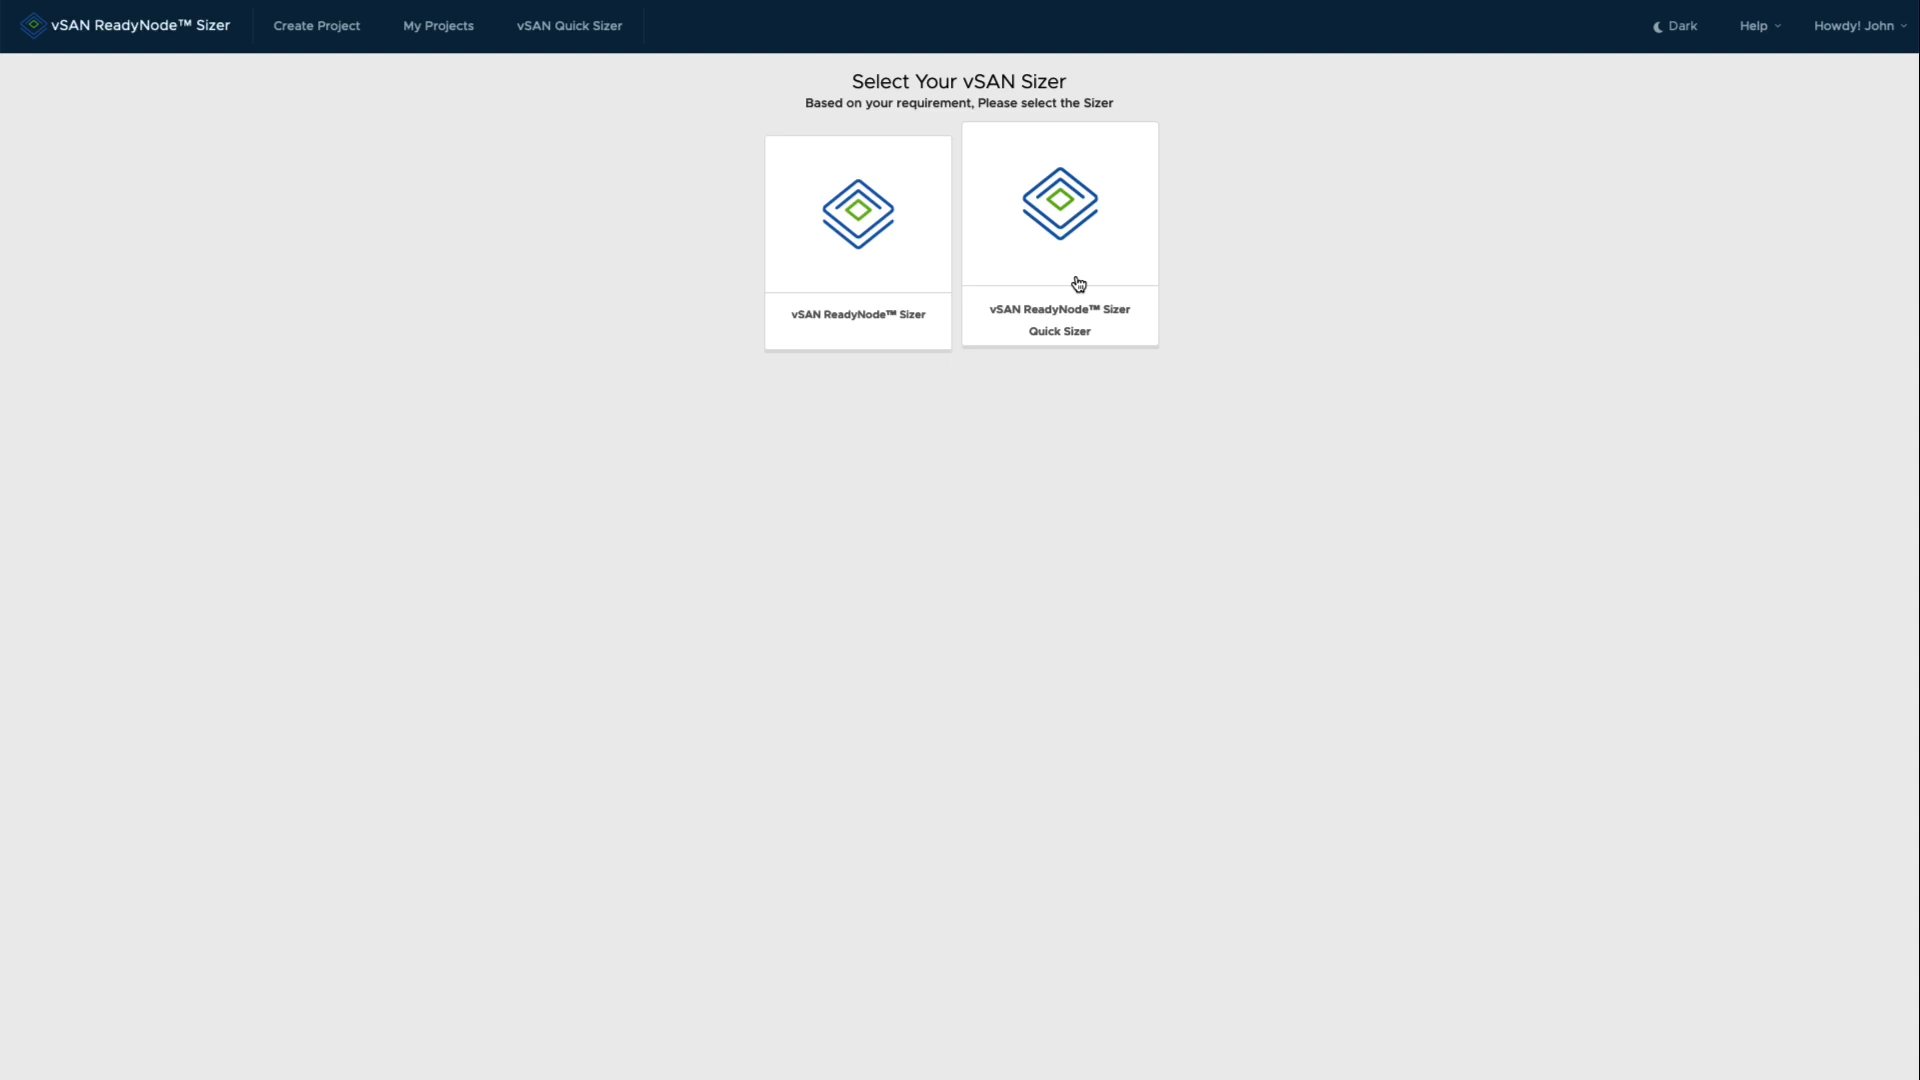 vSAN ReadyNode™ Sizer
Create Project
My Projects
vSAN Quick Sizer
Dark
Help
Howdy! John
Select Your vSAN Sizer
Based on your requirement, Please select the Sizer
vSAN ReadyNode™ Sizer
vSAN ReadyNode™ Sizer
Quick Sizer